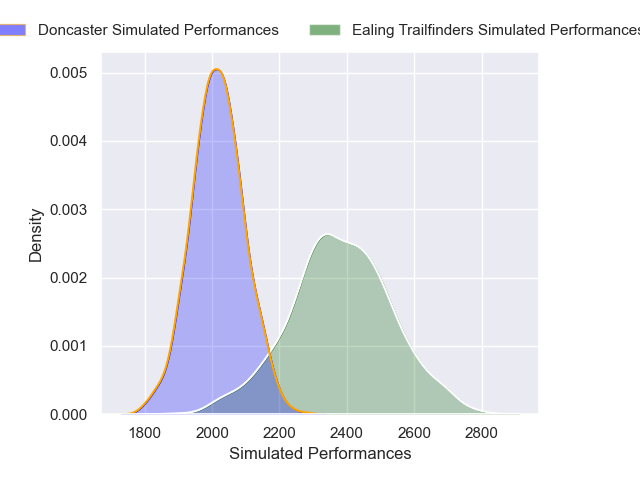 Doncaster Simulated Performances
Ealing Trailfinders Simulated Performances
0.005
0.004
0.003
0.002
0.001
0.000
Density
1800 2000 2200 2400 2600 2800
Simulated Performances